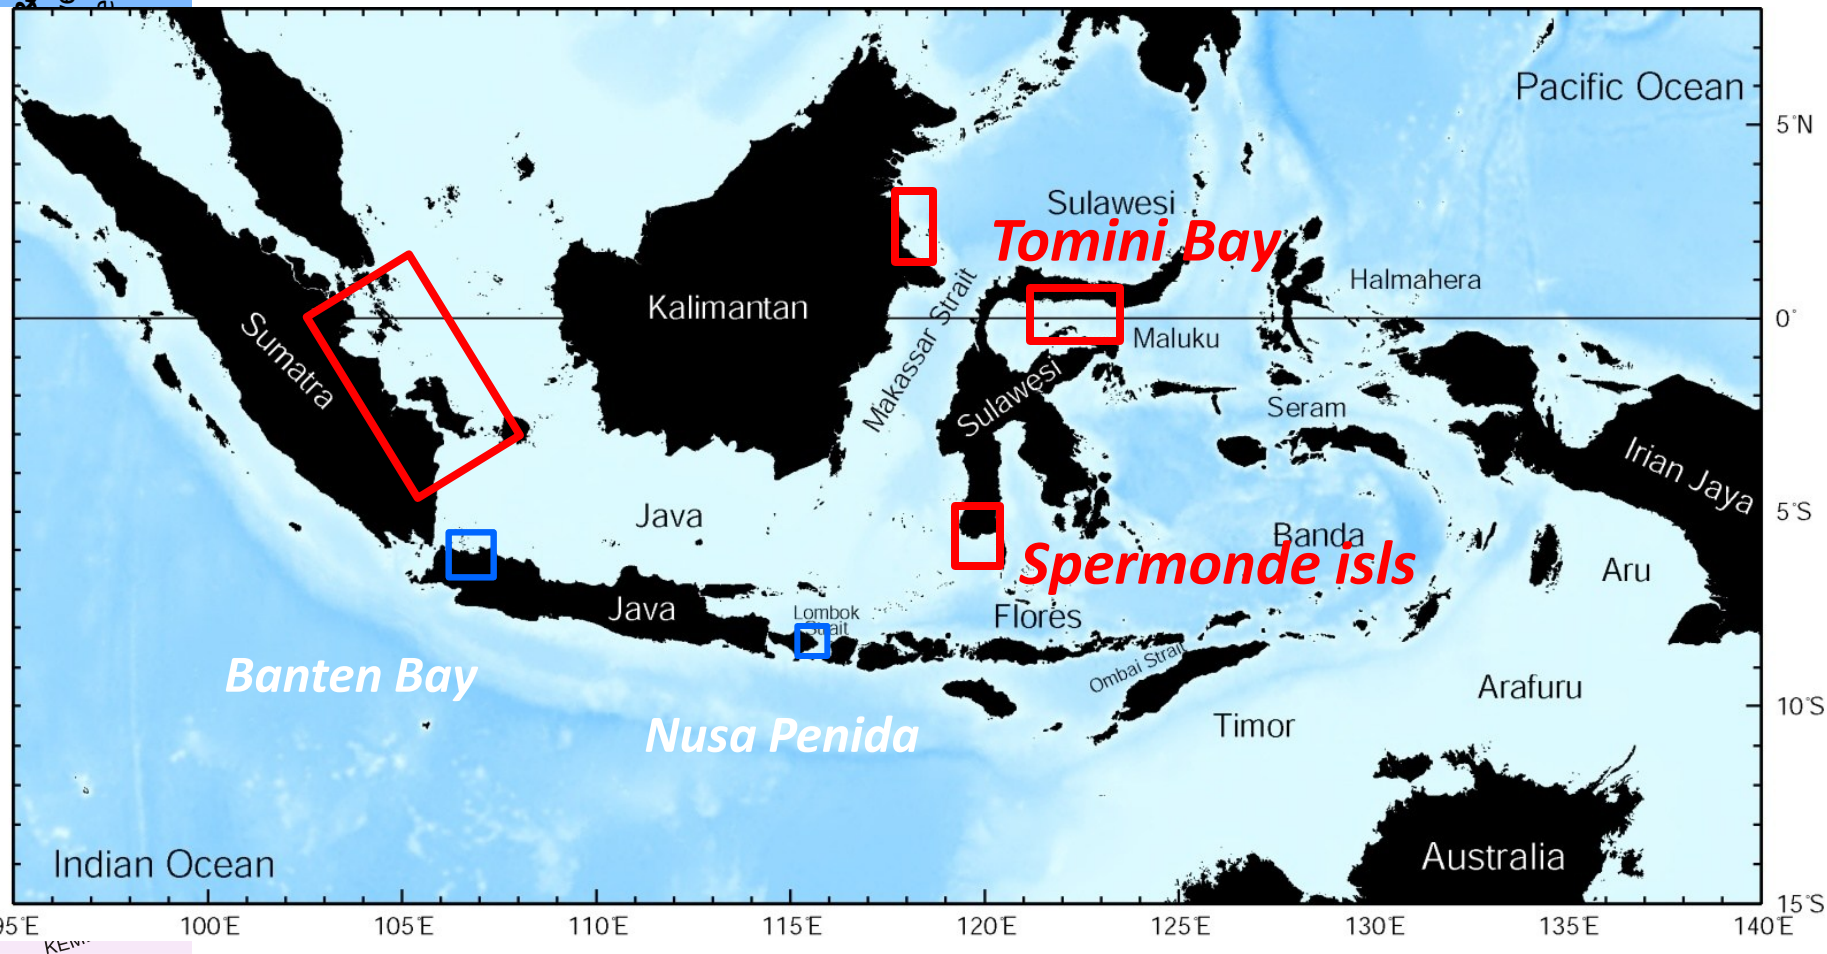 Pacific Ocean
5°N
Sulawesi
Tomini Bay
Halmahera
Kalimantan
Makassar Strait
0°
Maluku
Sumatra
Sulawesi
Seram
Irian Jaya
Java
5°S
Banda
Spermonde isls
Aru
Java
Lombok
Strait
Flores
Banten Bay
Ombai Strait
Arafuru
Nusa Penida
10°S
Timor
Indian Ocean
Australia
15°S
95°E
100°E
105°E
110°E
115°E
120°E
125°E
130°E
135°E
140°E